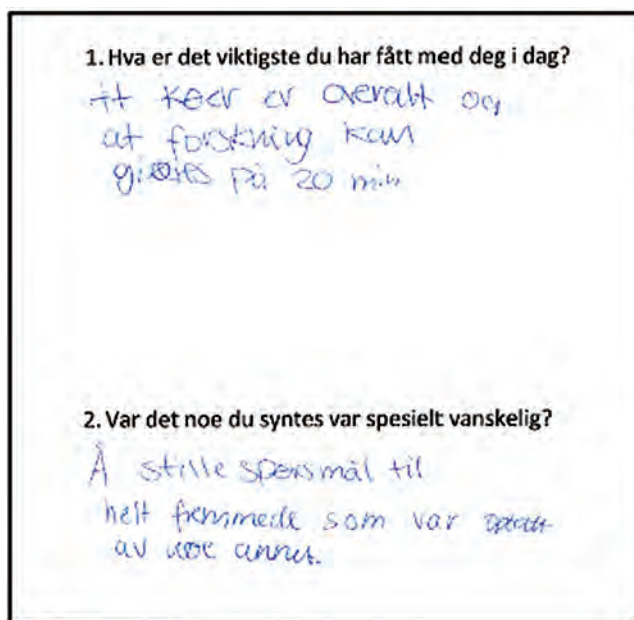 1. Hva er det viktigste du har fått med deg i dag?
er overalt og
at forskning kan
gjøres på 20 min
2. Var det noe du syntes var spesielt vanskelig?
Å stille spørsmål til
helt fremmede som var
av noe annet.